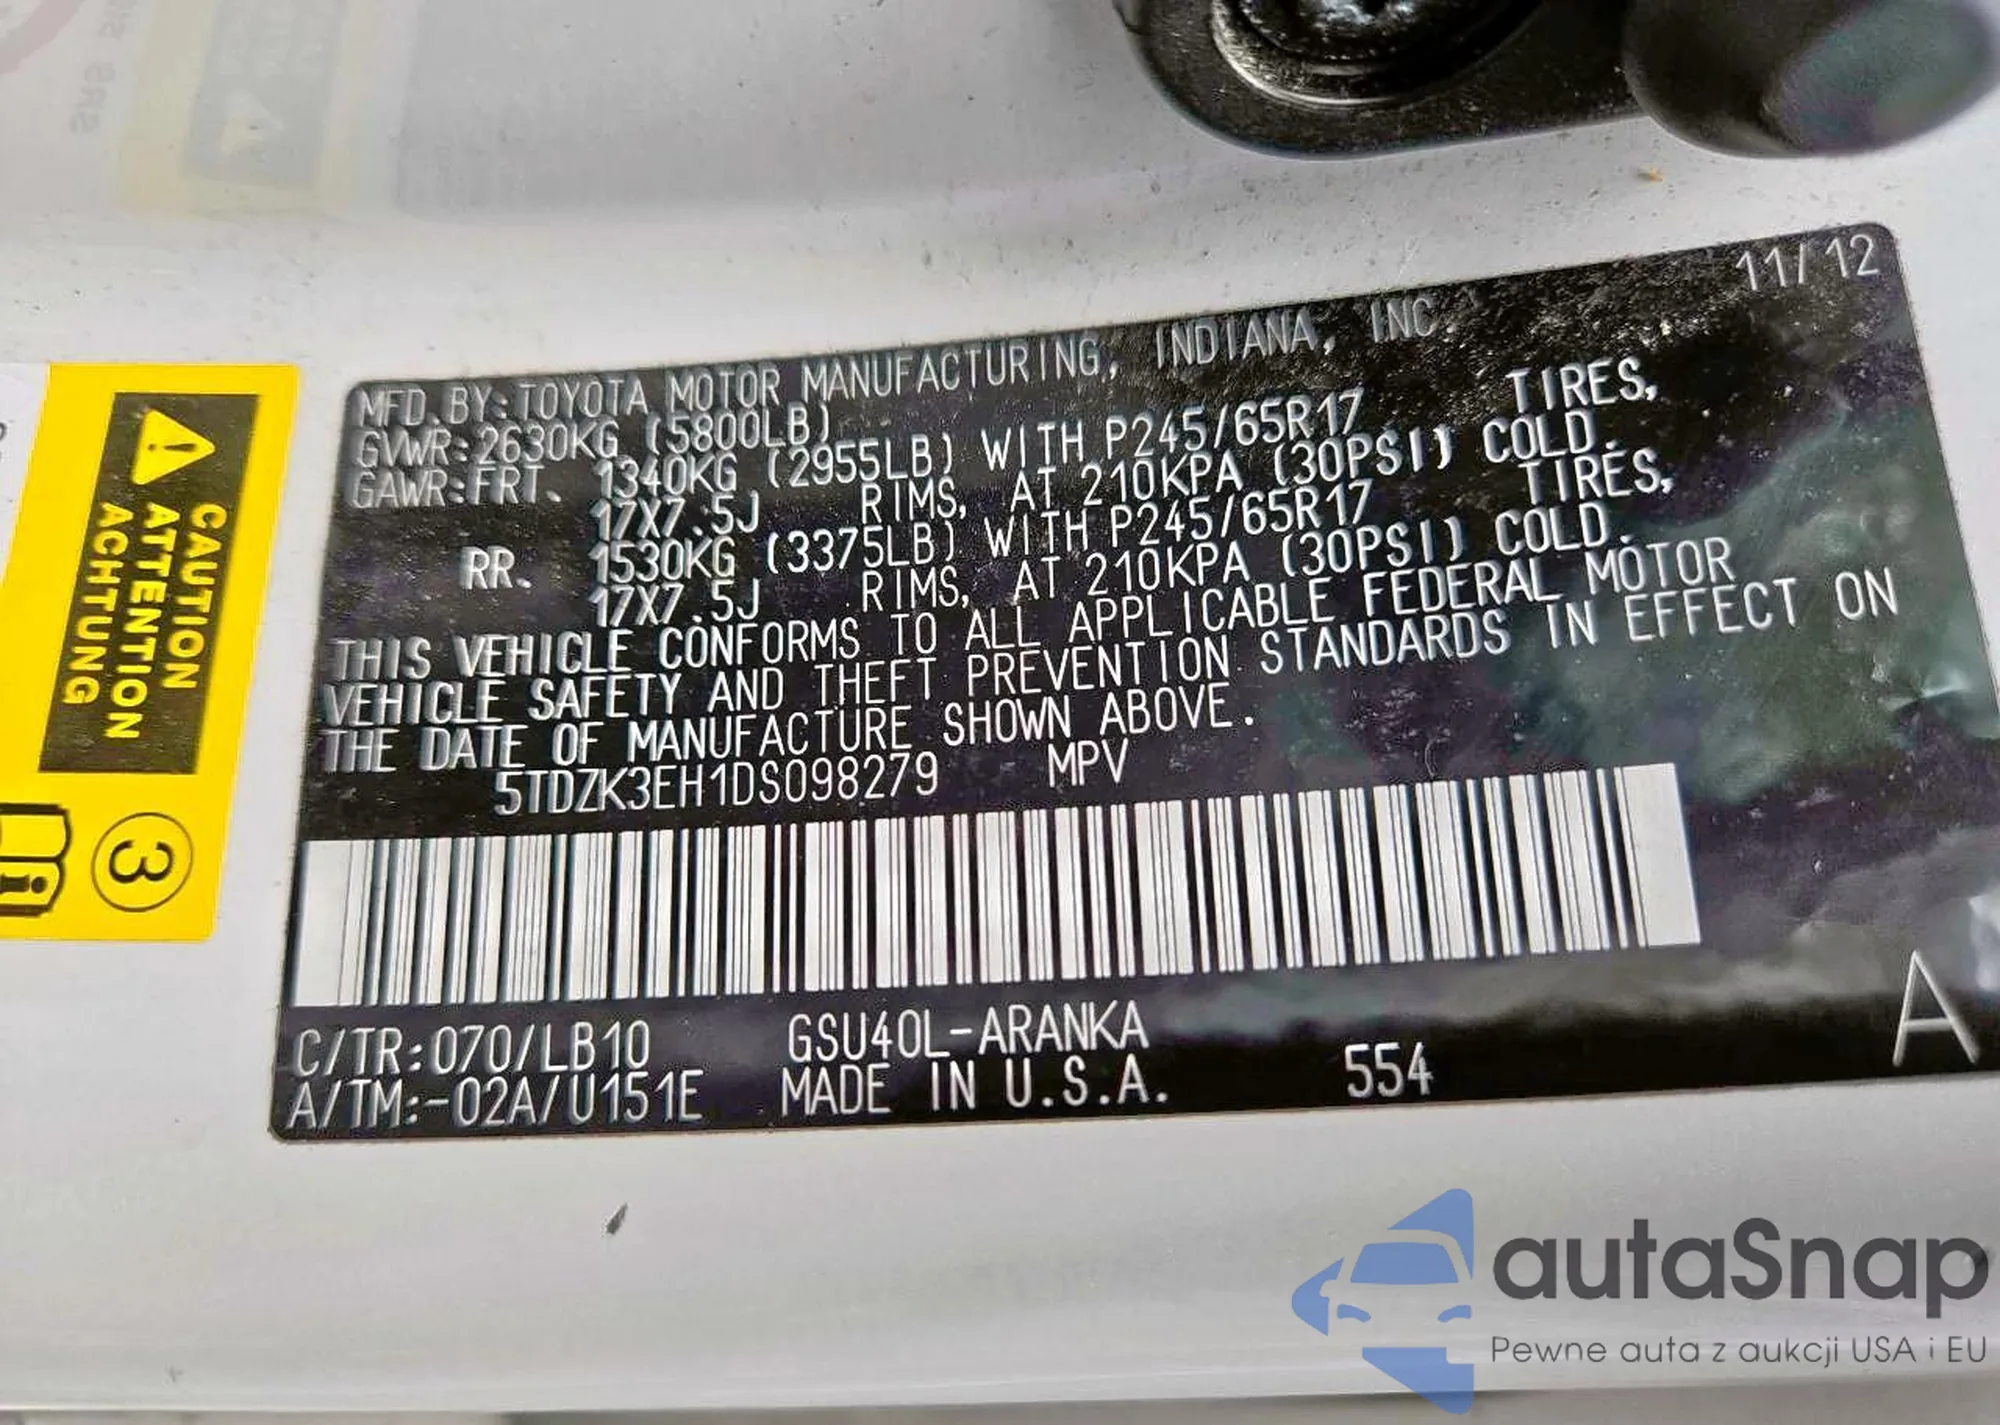 11/12
MFD. BY: TOYOTA MOTOR MANUFACTURING, INDIANA, INC.
GVWR: 2630KG (5800LB)
GAWR: FRT. 1340KG (2955LB) WITH P245/65R17 TIRES,
17X7.5J RIMS, AT 210KPA (30PSI) COLD.
RR. 1530KG (3375LB) WITH P245/65R17 TIRES,
17X7.5J RIMS, AT 210KPA (30PSI) COLD.
THIS VEHICLE CONFORMS TO ALL APPLICABLE FEDERAL MOTOR
VEHICLE SAFETY AND THEFT PREVENTION STANDARDS IN EFFECT ON
THE DATE OF MANUFACTURE SHOWN ABOVE.
5TDZK3EH1DS098279 MPV
C/TR: 070/LB10 GSU40L-ARANKA
A/TM:-02A/U151E MADE IN U.S.A. 554
A
CAUTION
ATTENTION
ACHTUNG
3
i
SRS
autaSnap
Pewne auta z aukcji USA i EU